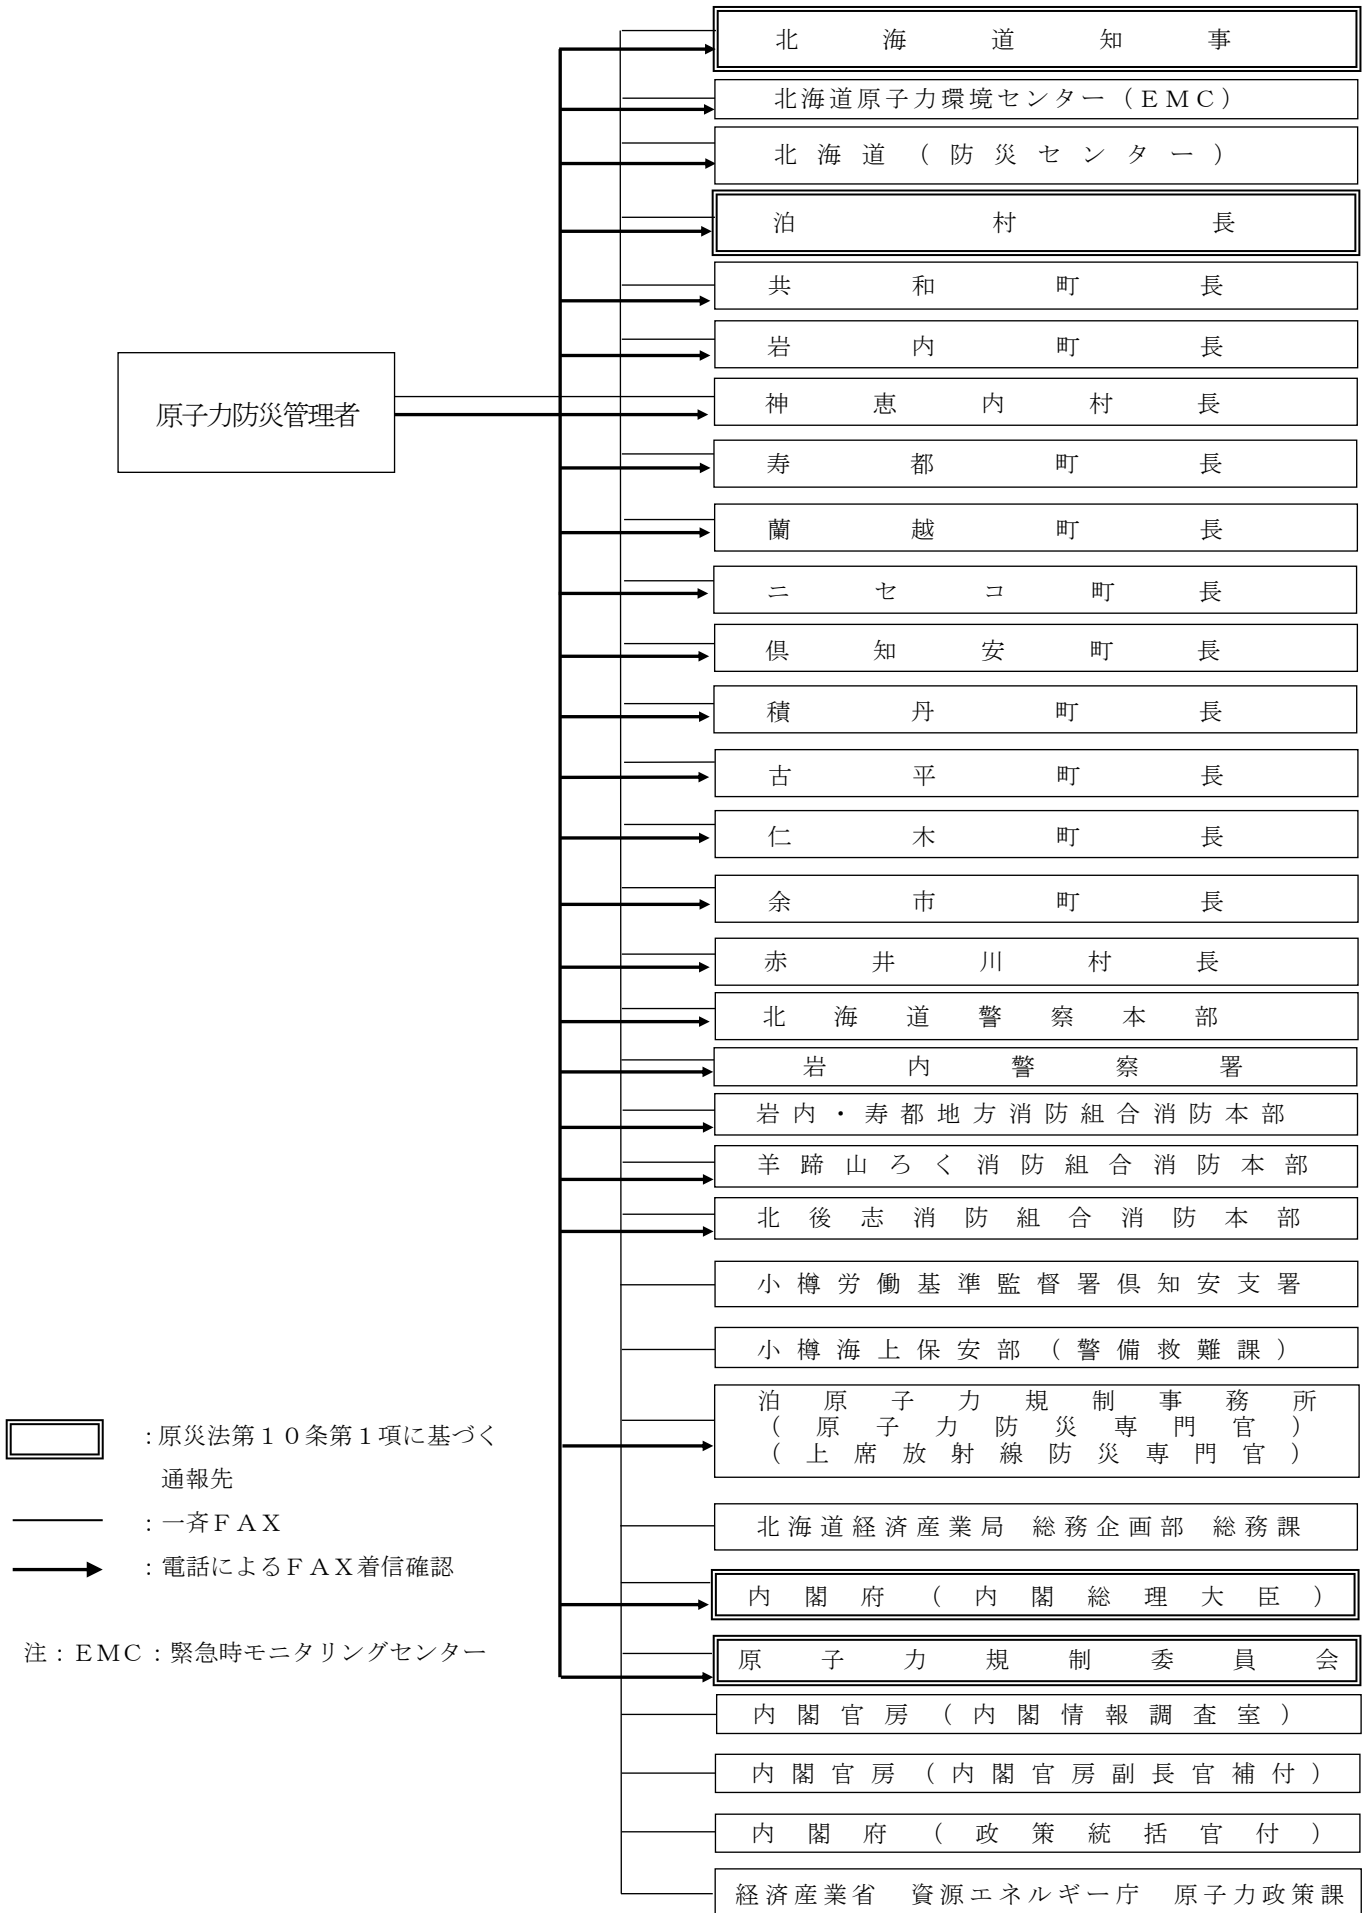 北海道知事
北海道原子力環境センター（ＥＭＣ）
北海道（防災センター）
泊村長
共和町長
岩内町長
原子力防災管理者
神恵内村長
寿都町長
蘭越町長
ニセコ町長
倶知安町長
積丹町長
古平町長
仁木町長
余市町長
赤井川村長
北海道警察本部
岩内警察署
岩内・寿都地方消防組合消防本部
羊蹄山ろく消防組合消防本部
北後志消防組合消防本部
小樽労働基準監督署倶知安支署
小樽海上保安部（警備救難課）
泊原子力規制事務所
（原子力防災専門官）
（上席放射線防災専門官）
北海道経済産業局 総務企画部 総務課
内閣府（内閣総理大臣）
原子力規制委員会
内閣官房（内閣情報調査室）
内閣官房（内閣官房副長官補付）
内閣府（政策統括官付）
経済産業省 資源エネルギー庁 原子力政策課
：原災法第１０条第１項に基づく
通報先
：一斉ＦＡＸ
：電話によるＦＡＸ着信確認
注：ＥＭＣ：緊急時モニタリングセンター